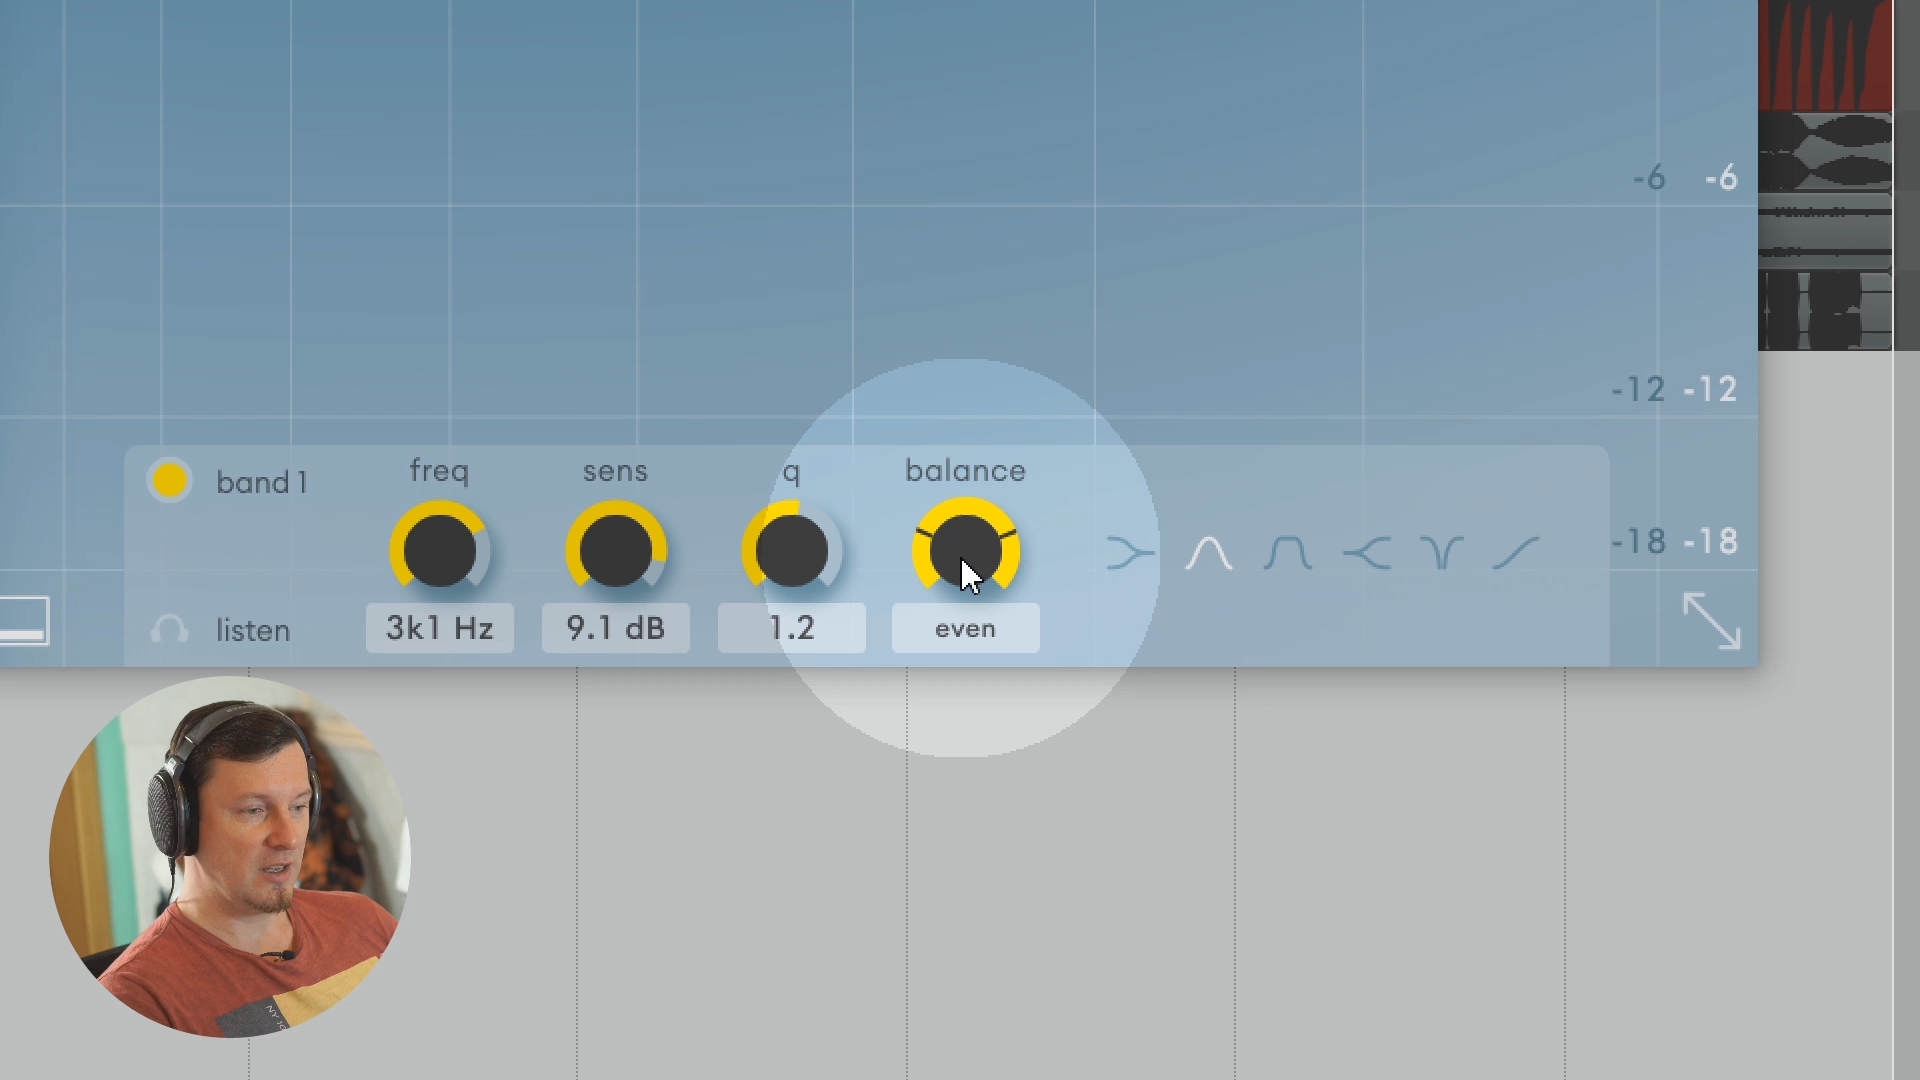 -6 -6
-12 -12
-18 -18
band 1
freq
sens
q
balance
listen
3k1 Hz
9.1 dB
1.2
even